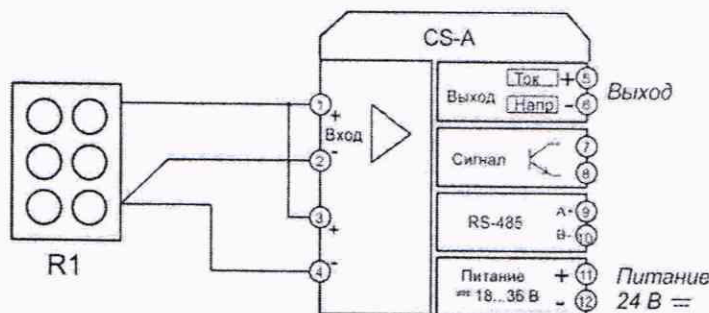 CS-A
R1
1
+
Вход
2
-
3
+
4
-
Ток + 5
Выход
Напр - 6
Выход
Сигнал
7
8
RS-485
A+ 9
B- 10
Питание + 11
⎓ 18...36 В - 12
Питание
24 В ⎓